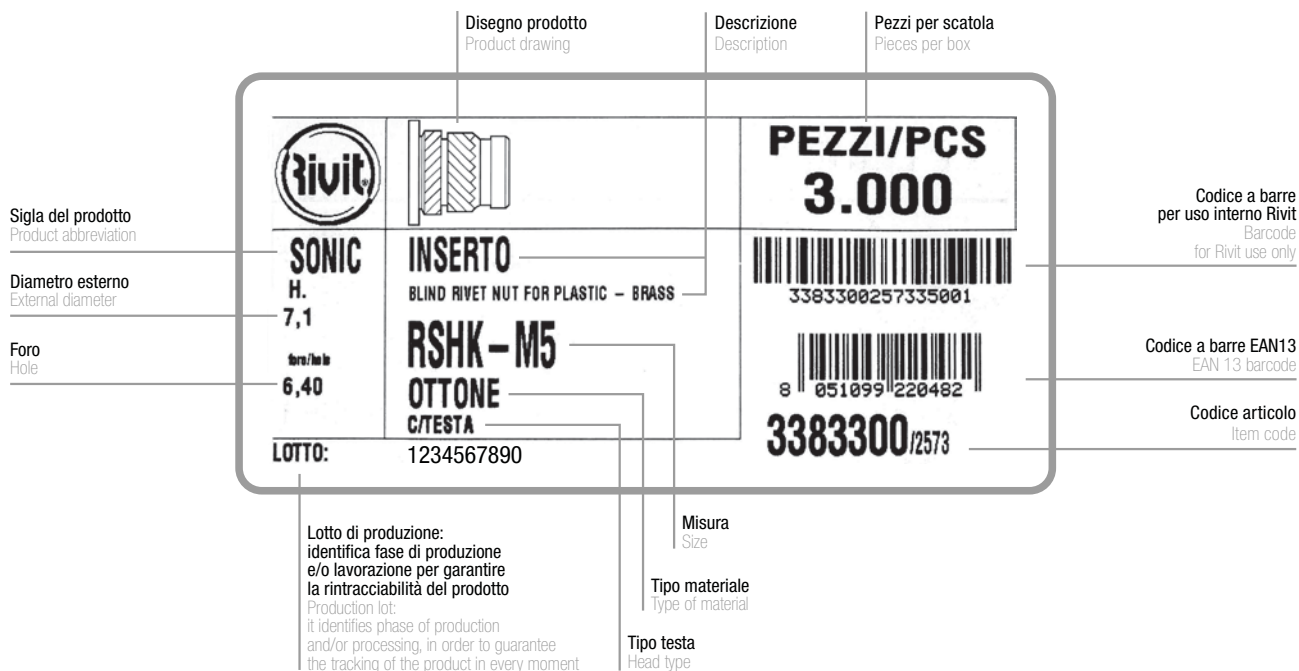 Disegno prodotto
Product drawing
Descrizione
Description
Pezzi per scatola
Pieces per box
Rivit
PEZZI/PCS
3.000
Sigla del prodotto
Product abbreviation
Diametro esterno
External diameter
Foro
Hole
SONIC
H.
7,1
foro/hole
6,40
INSERTO
BLIND RIVET NUT FOR PLASTIC – BRASS
RSHK–M5
OTTONE
C/TESTA
LOTTO:
1234567890
3383300257335001
8 051099 220482
3383300/2573
Codice a barre
per uso interno Rivit
Barcode
for Rivit use only
Codice a barre EAN13
EAN 13 barcode
Codice articolo
Item code
Lotto di produzione:
identifica fase di produzione
e/o lavorazione per garantire
la rintracciabilità del prodotto
Production lot:
it identifies phase of production
and/or processing, in order to guarantee
the tracking of the product in every moment
Misura
Size
Tipo materiale
Type of material
Tipo testa
Head type